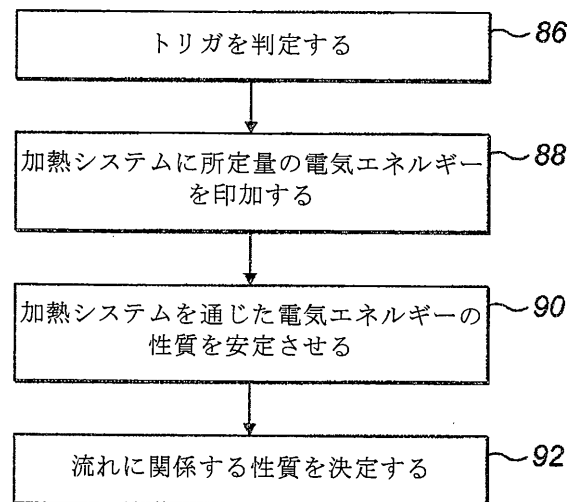 トリガを判定する
86
加熱システムに所定量の電気エネルギー
を印加する
88
加熱システムを通じた電気エネルギーの
性質を安定させる
90
流れに関係する性質を決定する
92